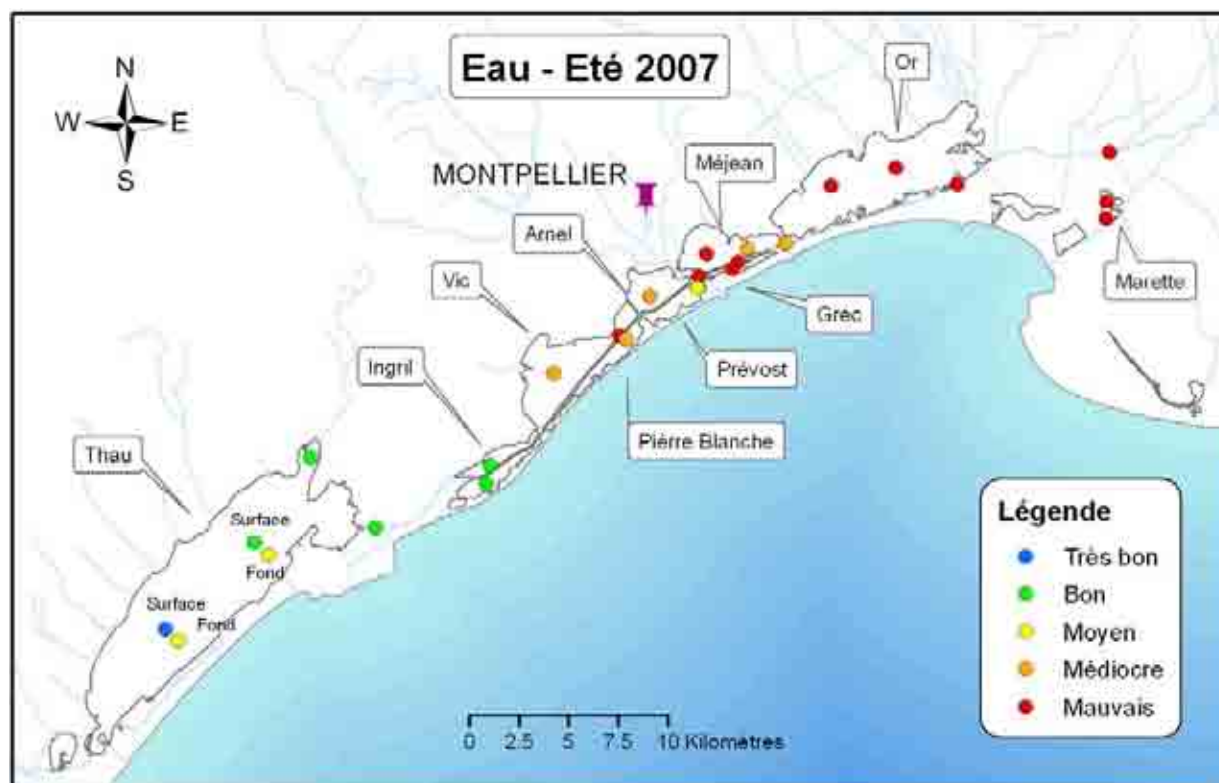 Eau - Eté 2007
N
W E
S
MONTPELLIER
Or
Méjean
Arnel
Vic
Ingril
Thau
Marette
Grec
Prévost
Pièrre Blanche
Surface
Fond
Surface
Fond
0 2.5 5 7.5 10 Kilometres
Légende
Très bon
Bon
Moyen
Médiocre
Mauvais